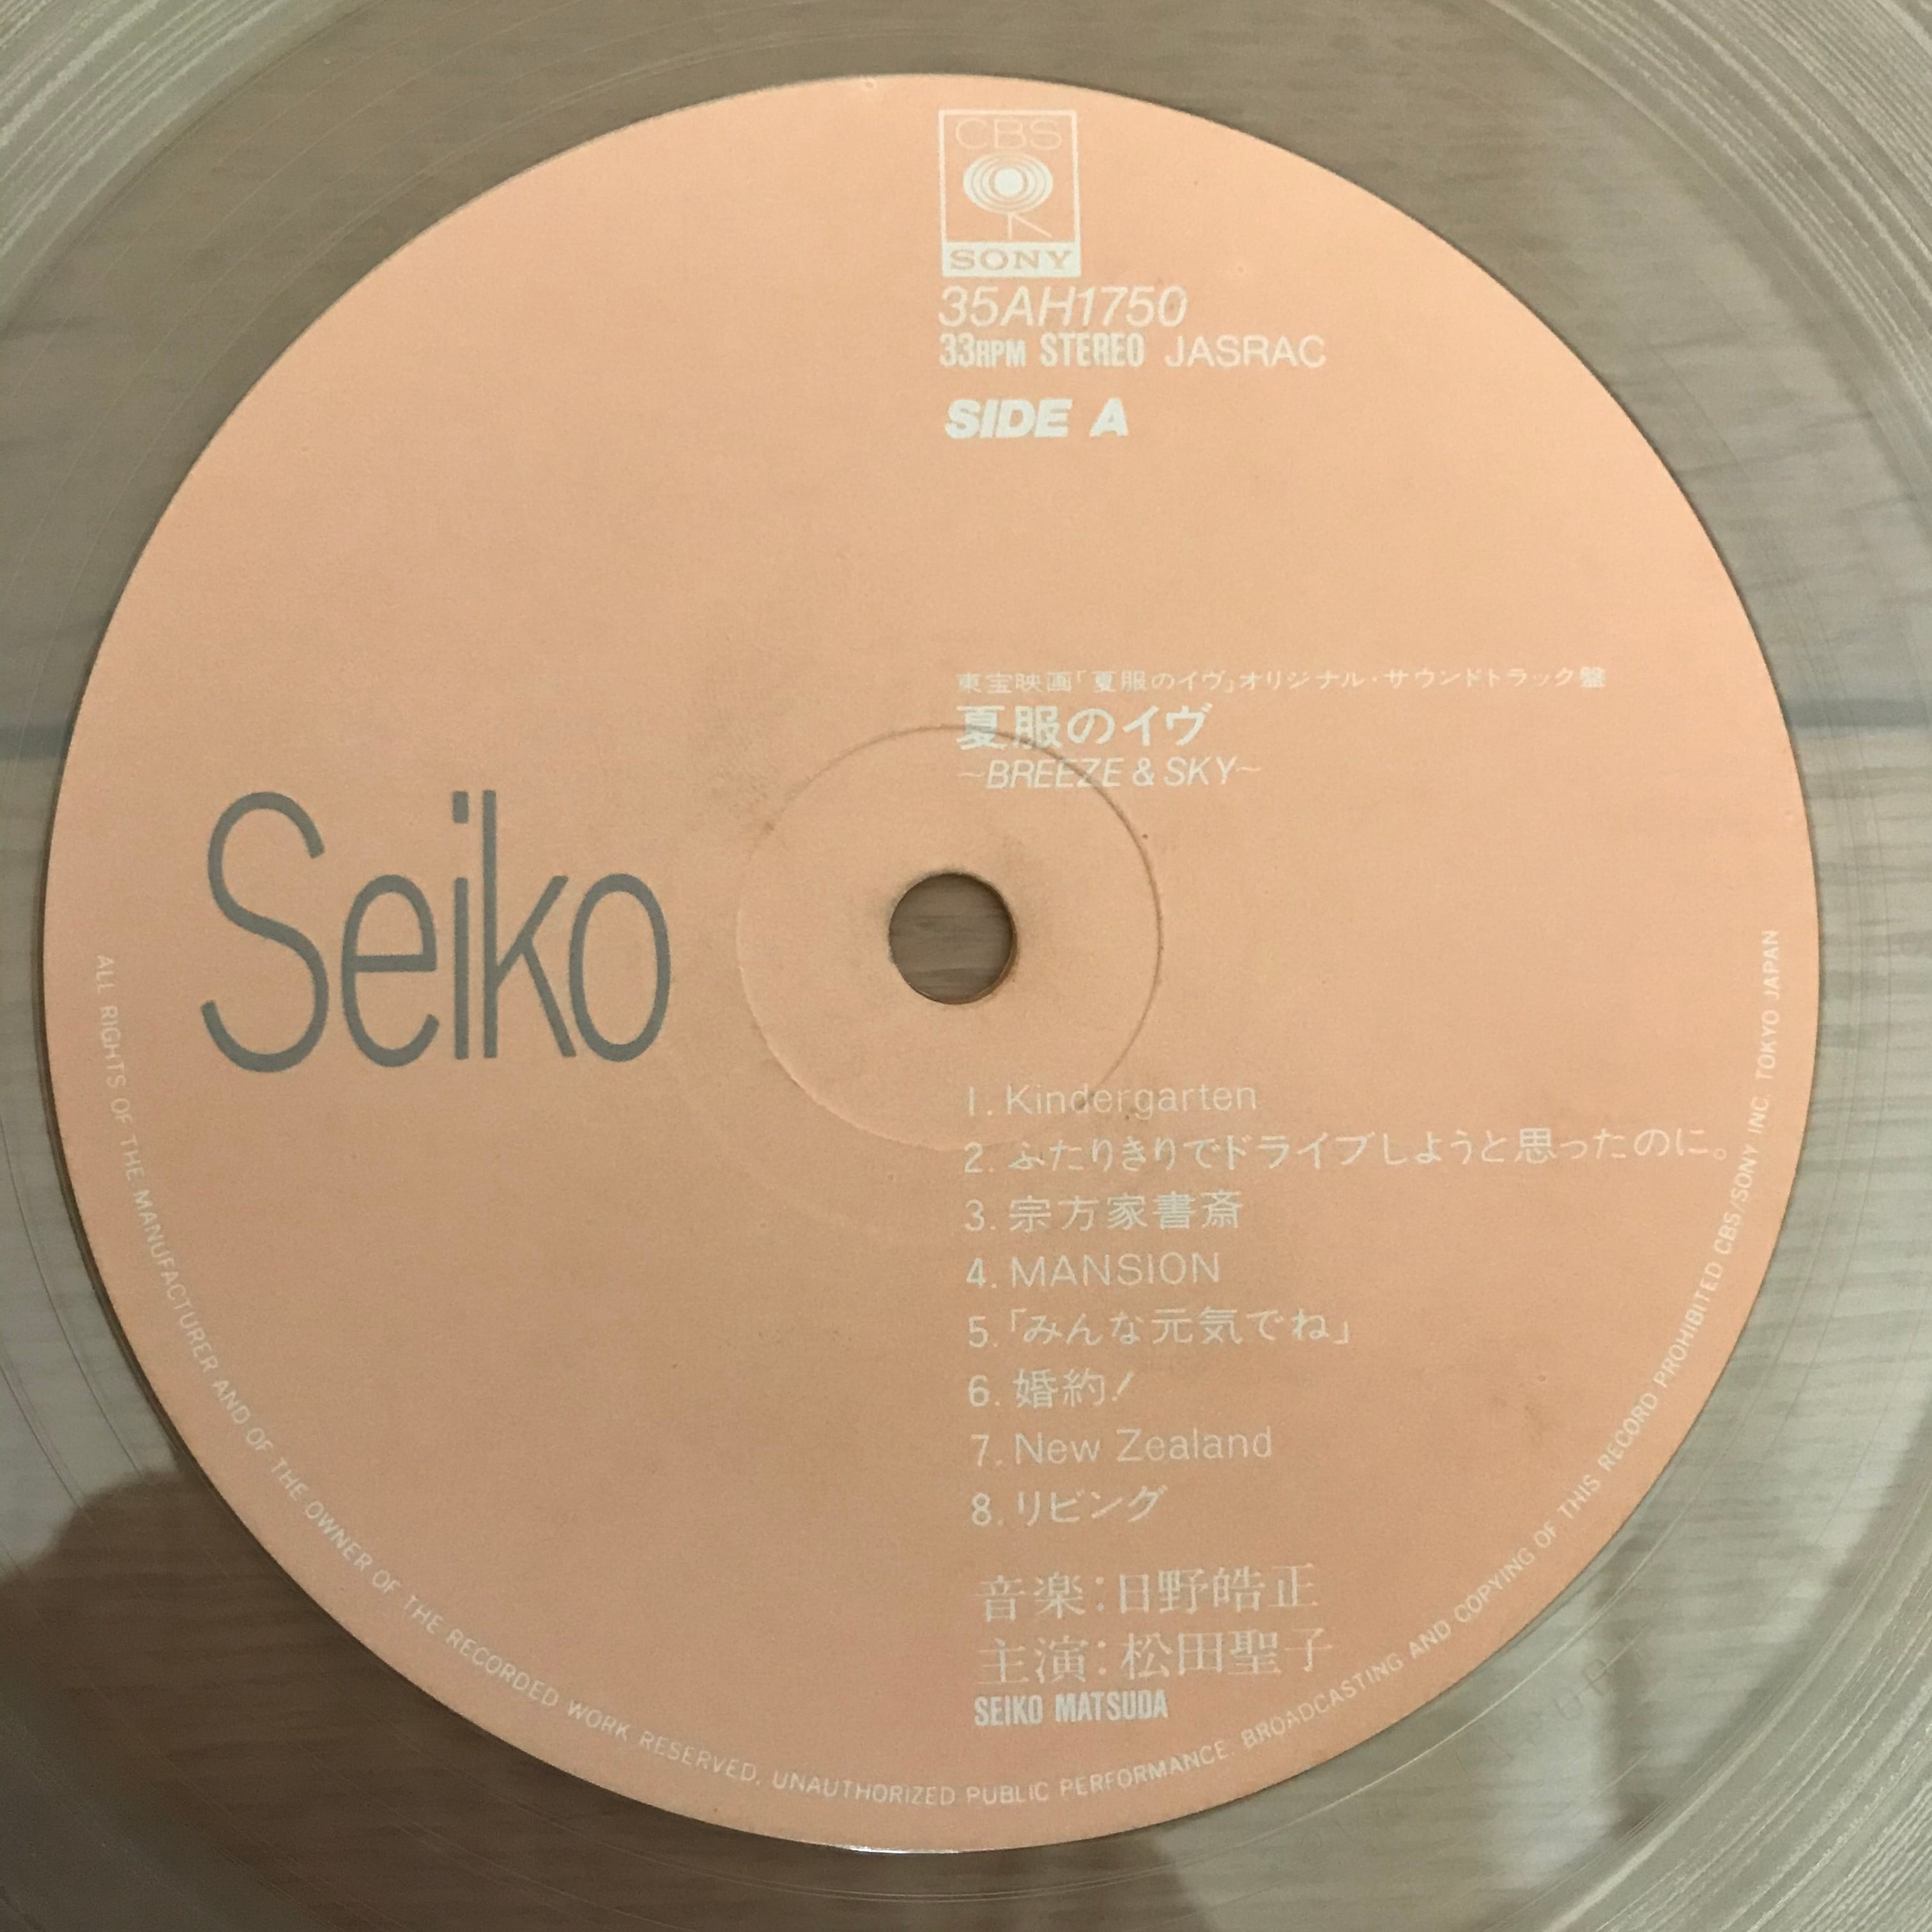 CBS
SONY
35AH1750
33RPM STEREO JASRAC
SIDE A
東宝映画「夏服のイヴ」オリジナル・サウンドトラック盤
夏服のイヴ
~BREEZE & SKY~
Seiko
1. Kindergarten
2. ふたりきりでドライブしようと思ったのに。
3. 宗方家書斎
4. MANSION
5.「みんな元気でね」
6. 婚約!
7. New Zealand
8. リビング
音楽:日野皓正
主演:松田聖子
SEIKO MATSUDA
ALL RIGHTS OF THE MANUFACTURER AND OF THE OWNER OF THE RECORDED WORK RESERVED. UNAUTHORIZED PUBLIC PERFORMANCE. BROADCASTING AND COPYING OF THIS RECORD PROHIBITED CBS/SONY INC. TOKYO JAPAN